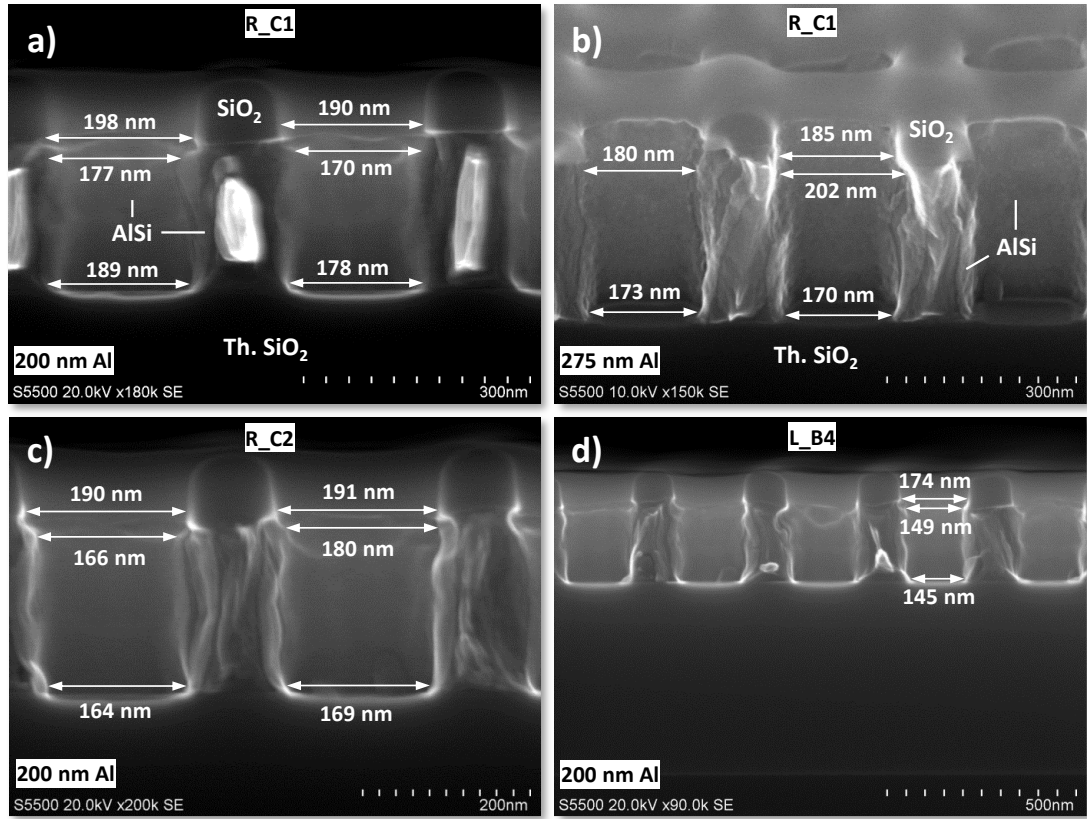 R_C1
a)
SiO2
198 nm
190 nm
177 nm
170 nm
AlSi
189 nm
178 nm
Th. SiO2
200 nm Al
S5500 20.0kV x180k SE
300nm
R_C1
b)
SiO2
185 nm
180 nm
202 nm
AlSi
173 nm
170 nm
Th. SiO2
275 nm Al
S5500 10.0kV x150k SE
300nm
R_C2
c)
190 nm
191 nm
166 nm
180 nm
164 nm
169 nm
200 nm Al
S5500 20.0kV x200k SE
200nm
L_B4
d)
174 nm
149 nm
145 nm
200 nm Al
S5500 20.0kV x90.0k SE
500nm